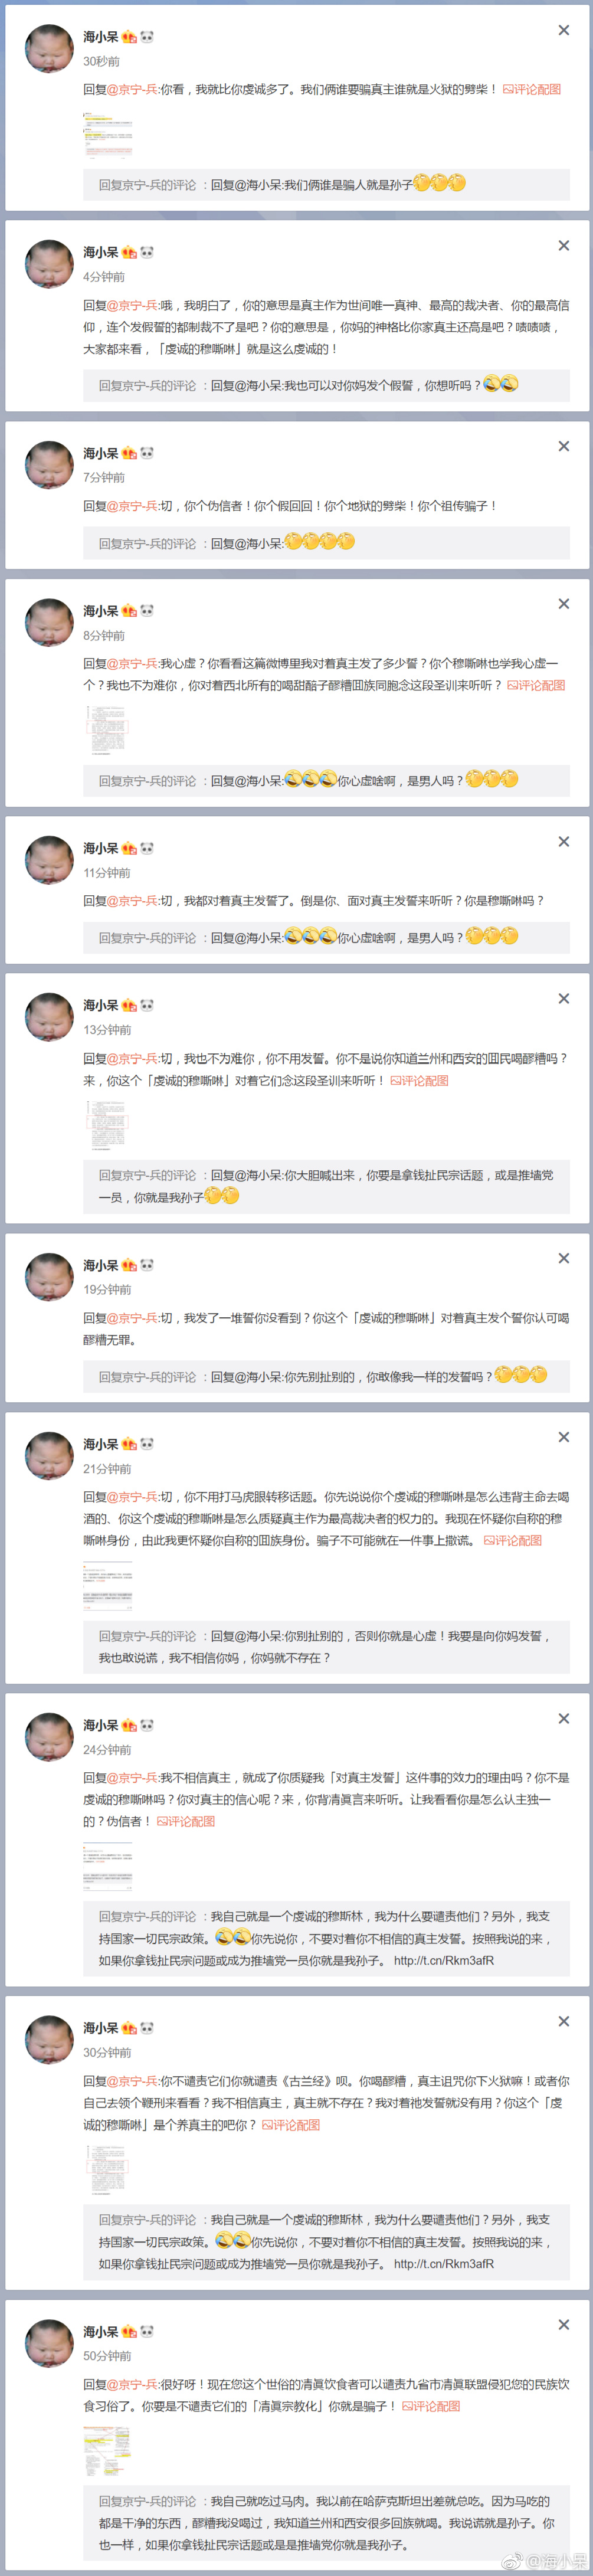 海小呆
30秒前
回复@京宁-兵:你看，我就比你虔诚多了。我们俩谁要骗真主谁就是火狱的劈柴！ 评论配图
回复京宁-兵的评论 ：回复@海小呆:我们俩谁是骗人就是孙子
海小呆
4分钟前
回复@京宁-兵:哦，我明白了，你的意思是真主作为世间唯一真神、最高的裁决者、你的最高信
仰，连个发假誓的都制裁不了是吧？你的意思是，你妈的神格比你家真主还高是吧？啧啧啧，
大家都来看，「虔诚的穆嘶啉」就是这么虔诚的！
回复京宁-兵的评论 ：回复@海小呆:我也可以对你妈发个假誓，你想听吗？
海小呆
7分钟前
回复@京宁-兵:切，你个伪信者！你个假回回！你个地狱的劈柴！你个祖传骗子！
回复京宁-兵的评论 ：回复@海小呆:
海小呆
8分钟前
回复@京宁-兵:我心虚？你看看这篇微博里我对着真主发了多少誓？你个穆嘶啉也学我心虚一
个？我也不为难你，你对着西北所有的喝甜醅子醪糟囬族同胞念这段圣训来听听？ 评论配图
回复京宁-兵的评论 ：回复@海小呆:你心虚啥啊，是男人吗？
海小呆
11分钟前
回复@京宁-兵:切，我都对着真主发誓了。倒是你、面对真主发誓来听听？你是穆嘶啉吗？
回复京宁-兵的评论 ：回复@海小呆:你心虚啥啊，是男人吗？
海小呆
13分钟前
回复@京宁-兵:切，我也不为难你，你不用发誓。你不是说你知道兰州和西安的囬民喝醪糟吗？
来，你这个「虔诚的穆嘶啉」对着它们念这段圣训来听听！ 评论配图
回复京宁-兵的评论 ：回复@海小呆:你大胆喊出来，你要是拿钱扯民宗话题，或是推墙党
一员，你就是我孙子
海小呆
19分钟前
回复@京宁-兵:切，我发了一堆誓你没看到？你这个「虔诚的穆嘶啉」对着真主发个誓你认可喝
醪糟无罪。
回复京宁-兵的评论 ：回复@海小呆:你先别扯别的，你敢像我一样的发誓吗？
海小呆
21分钟前
回复@京宁-兵:切，你不用打马虎眼转移话题。你先说说你个虔诚的穆嘶啉是怎么违背主命去喝
酒的、你这个虔诚的穆嘶啉是怎么质疑真主作为最高裁决者的权力的。我现在怀疑你自称的穆
嘶啉身份，由此我更怀疑你自称的囬族身份。骗子不可能就在一件事上撒谎。 评论配图
回复京宁-兵的评论 ：回复@海小呆:你别扯别的，否则你就是心虚！我要是向你妈发誓，
我也敢说谎，我不相信你妈，你妈就不存在？
海小呆
24分钟前
回复@京宁-兵:我不相信真主，就成了你质疑我「对真主发誓」这件事的效力的理由吗？你不是
虔诚的穆嘶啉吗？你对真主的信心呢？来，你背清眞言来听听。让我看看你是怎么认主独一
的？伪信者！ 评论配图
回复京宁-兵的评论 ：我自己就是一个虔诚的穆斯林，我为什么要谴责他们？另外，我支
持国家一切民宗政策。你先说你，不要对着你不相信的真主发誓。按照我说的来，
如果你拿钱扯民宗问题或成为推墙党一员你就是我孙子。 http://t.cn/Rkm3afR
海小呆
30分钟前
回复@京宁-兵:你不谴责它们你就谴责《古兰经》呗。你喝醪糟，真主诅咒你下火狱嘛！或者你
自己去领个鞭刑来看看？我不相信真主，真主就不存在？我对着祂发誓就没有用？你这个「虔
诚的穆嘶啉」是个养真主的吧你？ 评论配图
回复京宁-兵的评论 ：我自己就是一个虔诚的穆斯林，我为什么要谴责他们？另外，我支
持国家一切民宗政策。你先说你，不要对着你不相信的真主发誓。按照我说的来，
如果你拿钱扯民宗问题或成为推墙党一员你就是我孙子。 http://t.cn/Rkm3afR
海小呆
50分钟前
回复@京宁-兵:很好呀！现在您这个世俗的清眞饮食者可以谴责九省市清眞联盟侵犯您的民族饮
食习俗了。你要是不谴责它们的「清眞宗教化」你就是骗子！ 评论配图
回复京宁-兵的评论 ：我自己就吃过马肉。我以前在哈萨克斯坦出差就总吃。因为马吃的
都是干净的东西，醪糟我没喝过，我知道兰州和西安很多回族就喝。我说谎就是孙子。你
也一样，如果你拿钱扯民宗话题或是是推墙党你就是我孙子。
@海小呆